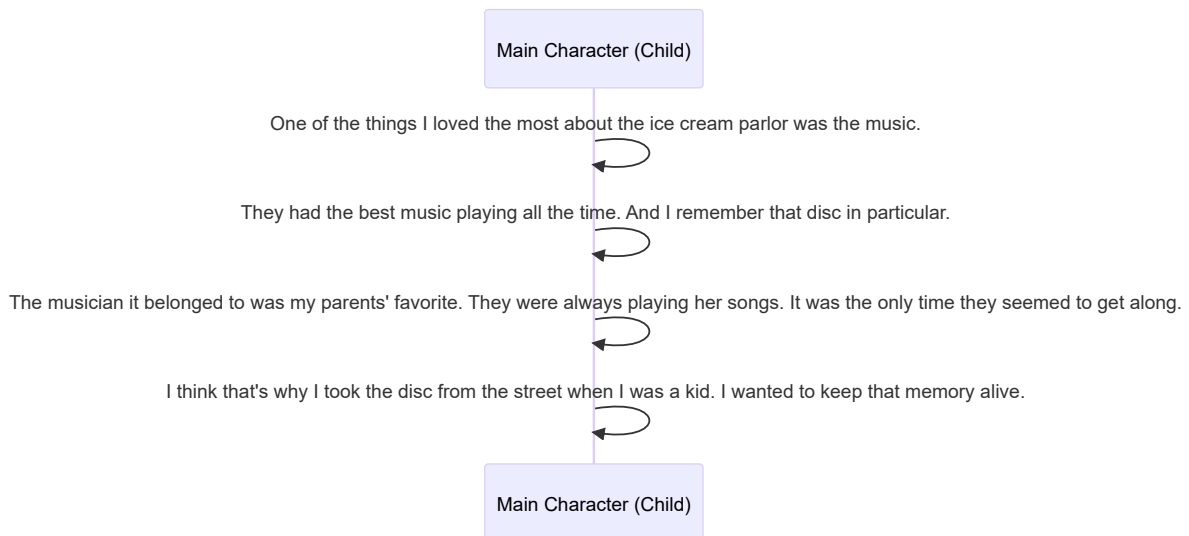 Main Character (Child)
One of the things I loved the most about the ice cream parlor was the music.
They had the best music playing all the time. And I remember that disc in particular.
The musician it belonged to was my parents' favorite. They were always playing her songs. It was the only time they seemed to get along.
I think that's why I took the disc from the street when I was a kid. I wanted to keep that memory alive.
Main Character (Child)